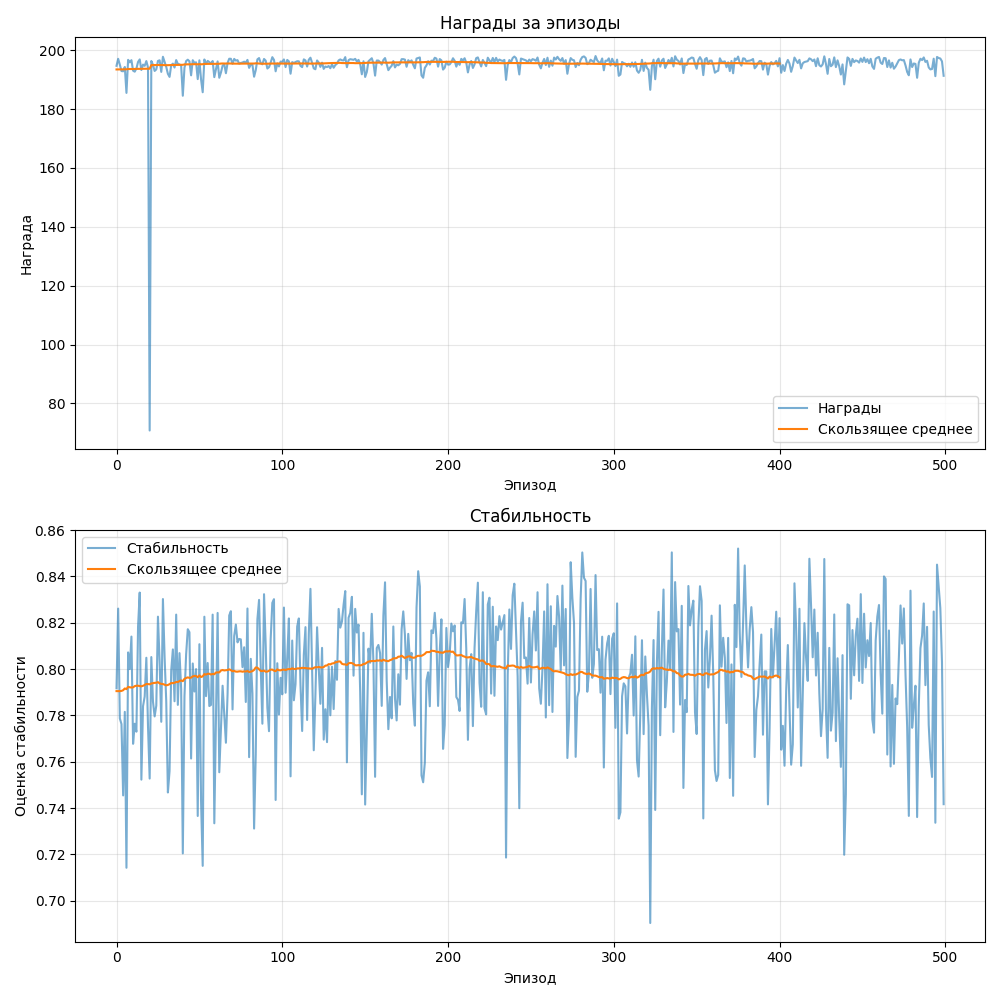 Награды за эпизоды
200
180
160
140
120
100
80
Награда
Награды
Скользящее среднее
0
100
200
300
400
500
Эпизод
Стабильность
0.86
0.84
0.82
0.80
0.78
0.76
0.74
0.72
0.70
Оценка стабильности
Стабильность
Скользящее среднее
0
100
200
300
400
500
Эпизод